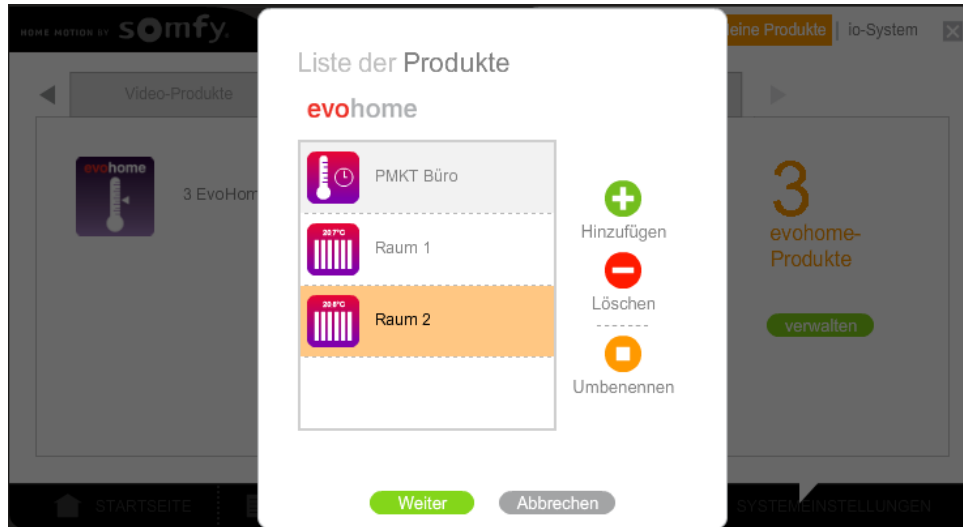 HOME MOTION BY somfy.
eine Produkte | io-System
Video-Produkte
evohome
3 EvoHom
Liste der Produkte
evohome
PMKT Büro
20 7°C
Raum 1
20 8°C
Raum 2
Hinzufügen
Löschen
Umbenennen
3
evohome-
Produkte
verwalten
Weiter
Abbrechen
STARTSEITE
SYSTEMEINSTELLUNGEN